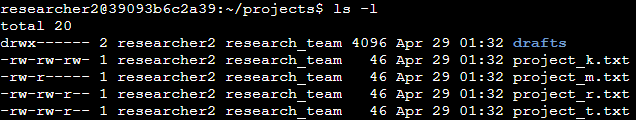 researcher2@39093b6c2a39:~/projects$ ls -l
total 20
drwx------ 2 researcher2 research_team 4096 Apr 29 01:32 drafts
-rw-rw-rw- 1 researcher2 research_team   46 Apr 29 01:32 project_k.txt
-rw-r----- 1 researcher2 research_team   46 Apr 29 01:32 project_m.txt
-rw-rw-r-- 1 researcher2 research_team   46 Apr 29 01:32 project_r.txt
-rw-rw-r-- 1 researcher2 research_team   46 Apr 29 01:32 project_t.txt